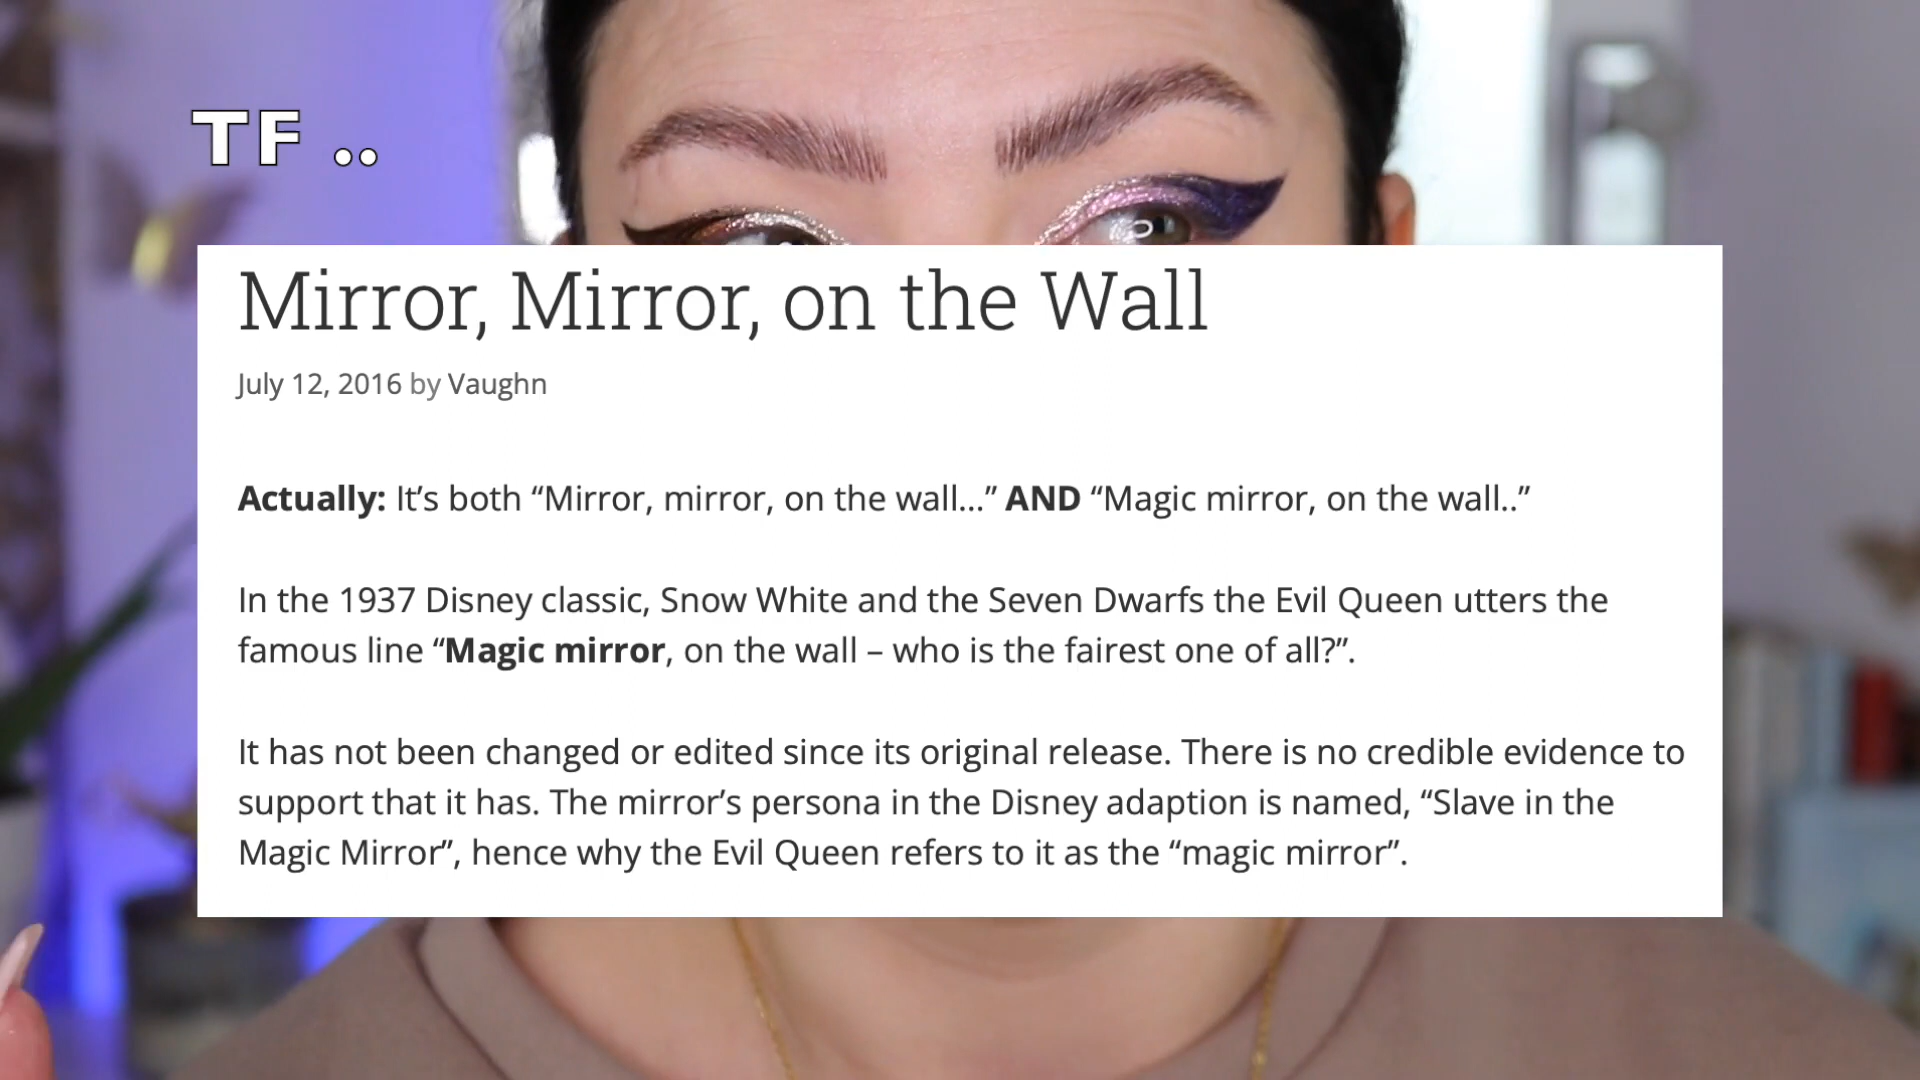 TF ..
Mirror, Mirror, on the Wall
July 12, 2016 by Vaughn
Actually: It’s both “Mirror, mirror, on the wall...” AND “Magic mirror, on the wall..”
In the 1937 Disney classic, Snow White and the Seven Dwarfs the Evil Queen utters the
famous line “Magic mirror, on the wall – who is the fairest one of all?”.
It has not been changed or edited since its original release. There is no credible evidence to
support that it has. The mirror’s persona in the Disney adaption is named, “Slave in the
Magic Mirror”, hence why the Evil Queen refers to it as the “magic mirror”.